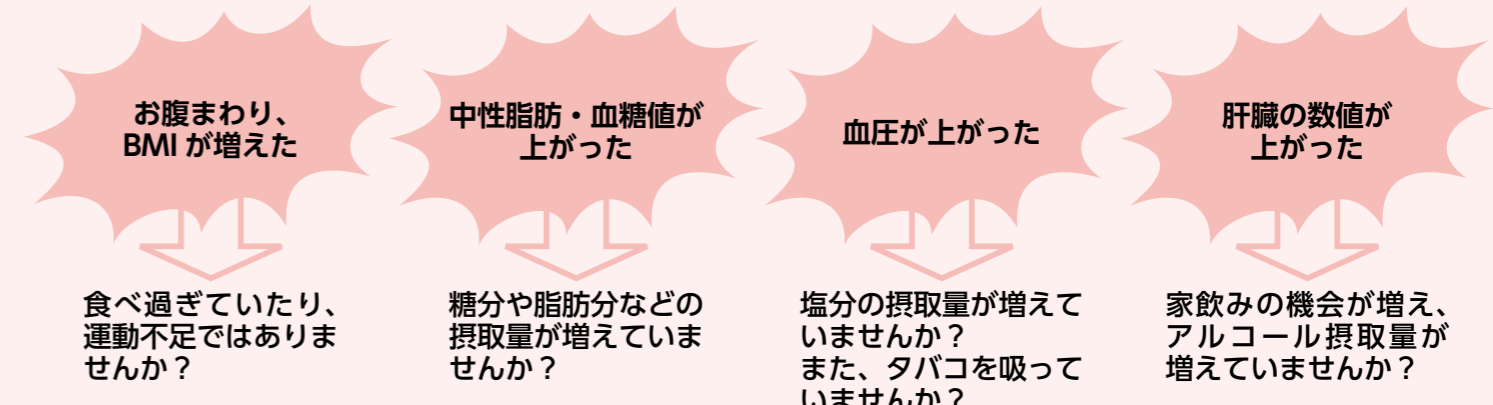 お腹まわり、
BMI が増えた
中性脂肪・血糖値が
上がった
血圧が上がった
肝臓の数値が
上がった
食べ過ぎていたり、
運動不足ではありま
せんか？
糖分や脂肪分などの
摂取量が増えていま
せんか？
塩分の摂取量が増えて
いませんか？
また、タバコを吸って
いませんか？
家飲みの機会が増え、
アルコール摂取量が
増えていませんか？